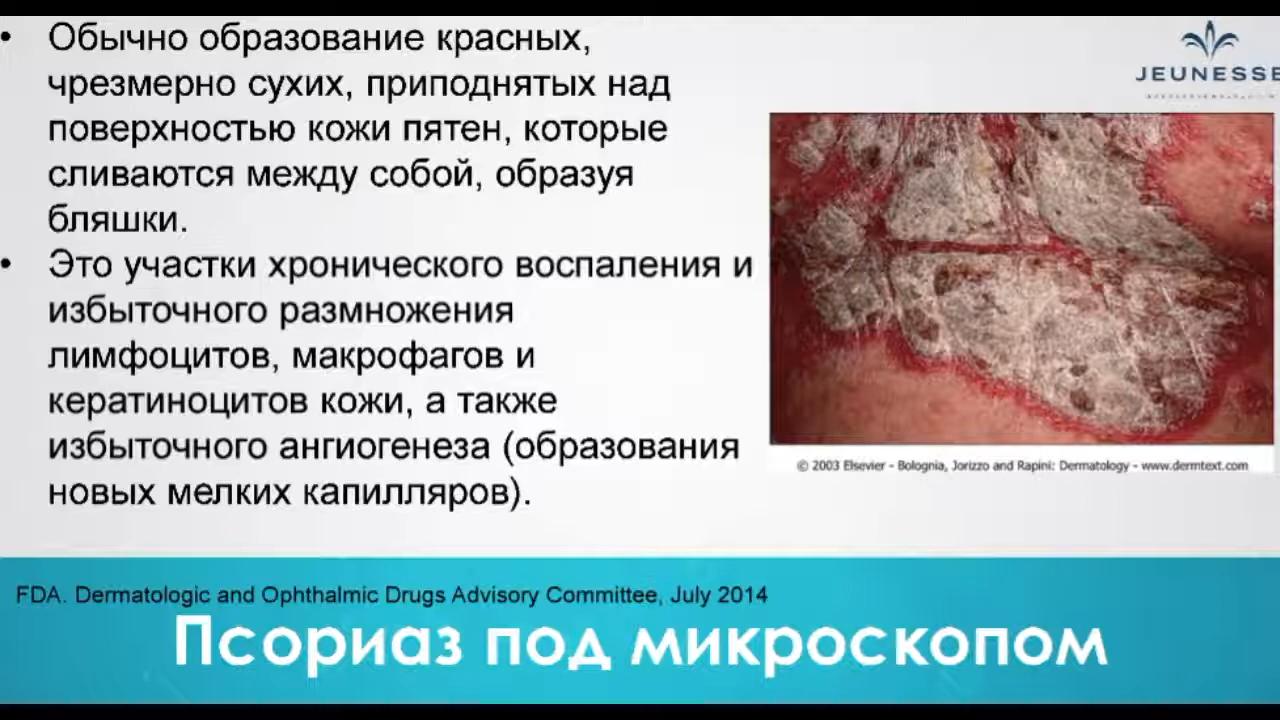 • Обычно образование красных,
чрезмерно сухих, приподнятых над
поверхностью кожи пятен, которые
сливаются между собой, образуя
бляшки.
• Это участки хронического воспаления и
избыточного размножения
лимфоцитов, макрофагов и
кератиноцитов кожи, а также
избыточного ангиогенеза (образования
новых мелких капилляров).
JEUNESSE
© 2003 Elsevier - Bolognia, Jorizzo and Rapini: Dermatology - www.dermtext.com
FDA. Dermatologic and Ophthalmic Drugs Advisory Committee, July 2014
Псориаз под микроскопом